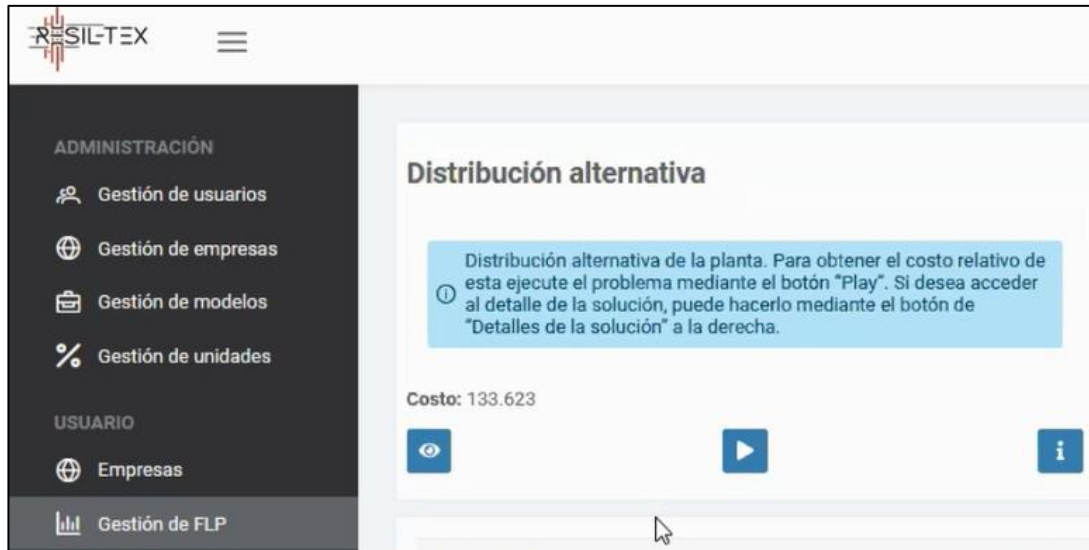 RESIL-TEX
ADMINISTRACIÓN
Gestión de usuarios
Gestión de empresas
Gestión de modelos
Gestión de unidades
USUARIO
Empresas
Gestión de FLP
Distribución alternativa
Distribución alternativa de la planta. Para obtener el costo relativo de
esta ejecute el problema mediante el botón “Play”. Si desea acceder
al detalle de la solución, puede hacerlo mediante el botón de
“Detalles de la solución” a la derecha.
Costo: 133.623